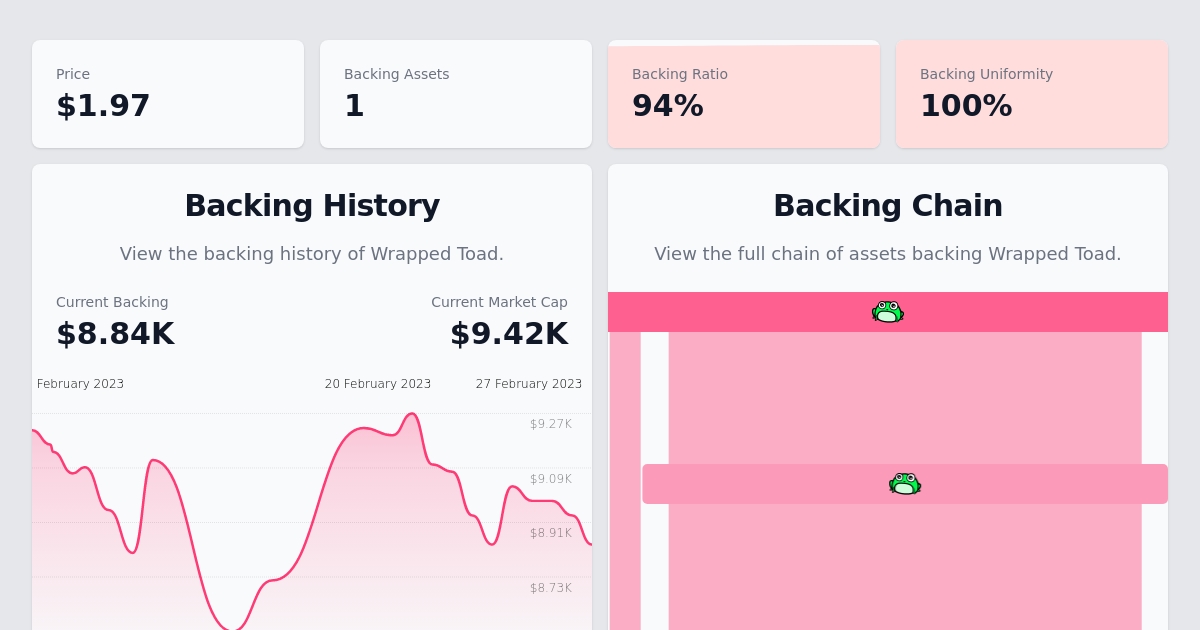 Price
$1.97
Backing Assets
1
Backing Ratio
94%
Backing Uniformity
100%
Backing History
View the backing history of Wrapped Toad.
Current Backing
$8.84K
Current Market Cap
$9.42K
February 2023
20 February 2023
27 February 2023
$9.27K
$9.09K
$8.91K
$8.73K
Backing Chain
View the full chain of assets backing Wrapped Toad.